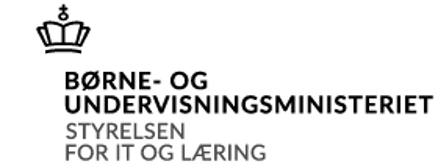 BØRNE- OG
UNDERVISNINGSMINISTERIET
STYRELSEN
FOR IT OG LÆRING